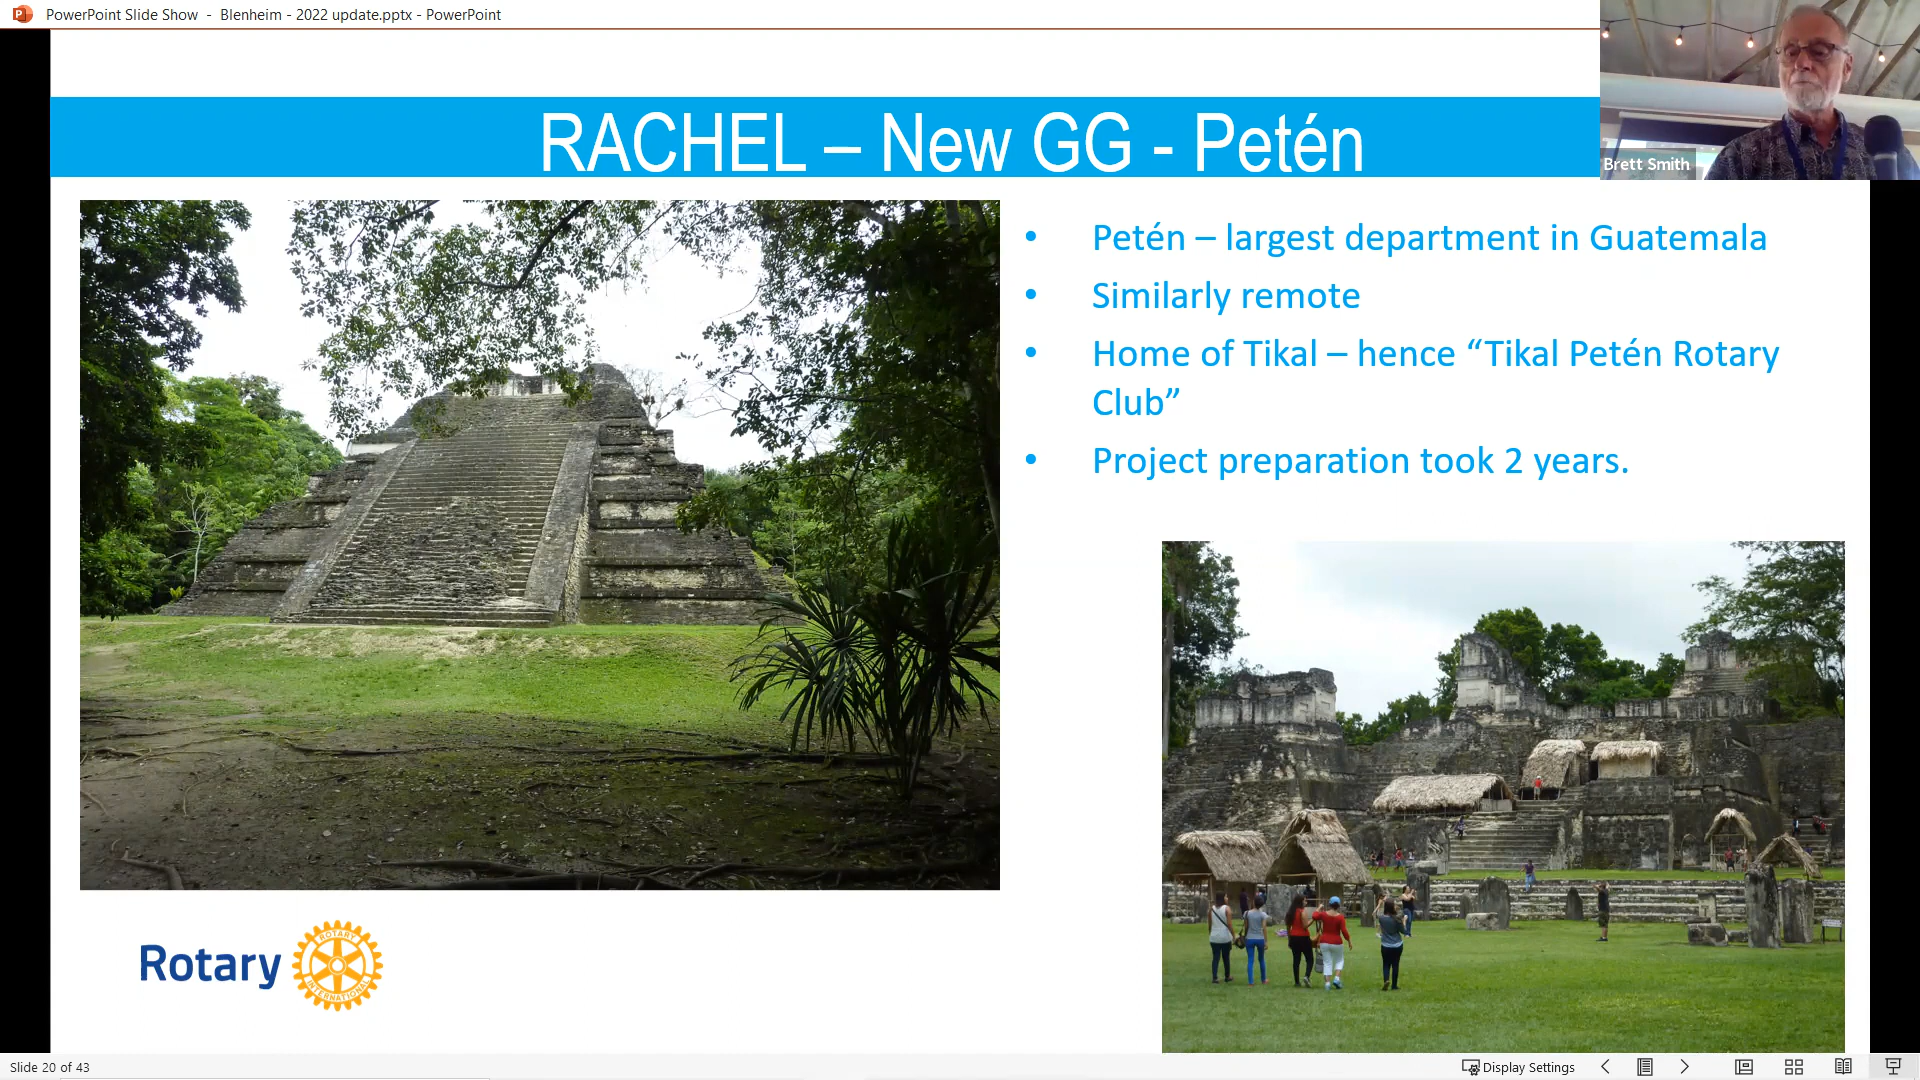 PowerPoint Slide Show - Blenheim - 2022 update.pptx - PowerPoint
Brett Smith
RACHEL – New GG - Petén
• Petén – largest department in Guatemala
• Similarly remote
• Home of Tikal – hence “Tikal Petén Rotary
Club”
• Project preparation took 2 years.
Rotary
ROTARY
INTERNATIONAL
Slide 20 of 43
Display Settings